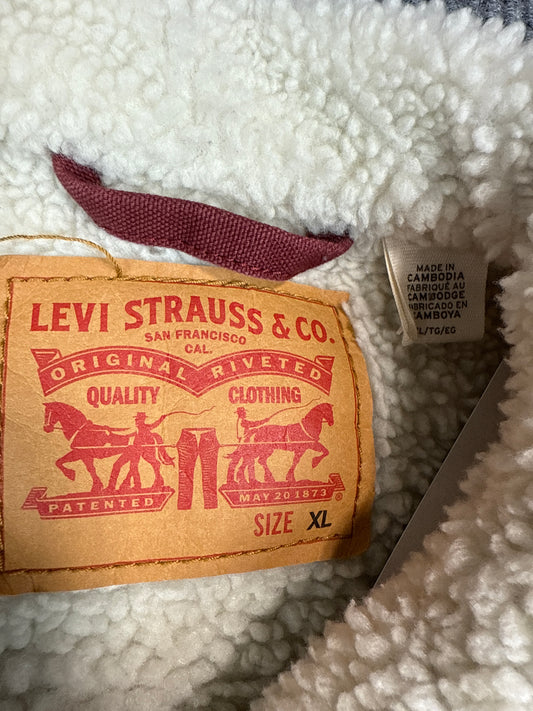 LEVI STRAUSS & CO.
SAN FRANCISCO
CAL.
ORIGINAL RIVETED
QUALITY CLOTHING
PATENTED MAY 20 1873 ®
SIZE XL
MADE IN
CAMBODIA
FABRIQUÉ AU
CAMBODGE
FABRICADO EN
CAMBOYA
XL/TG/EG